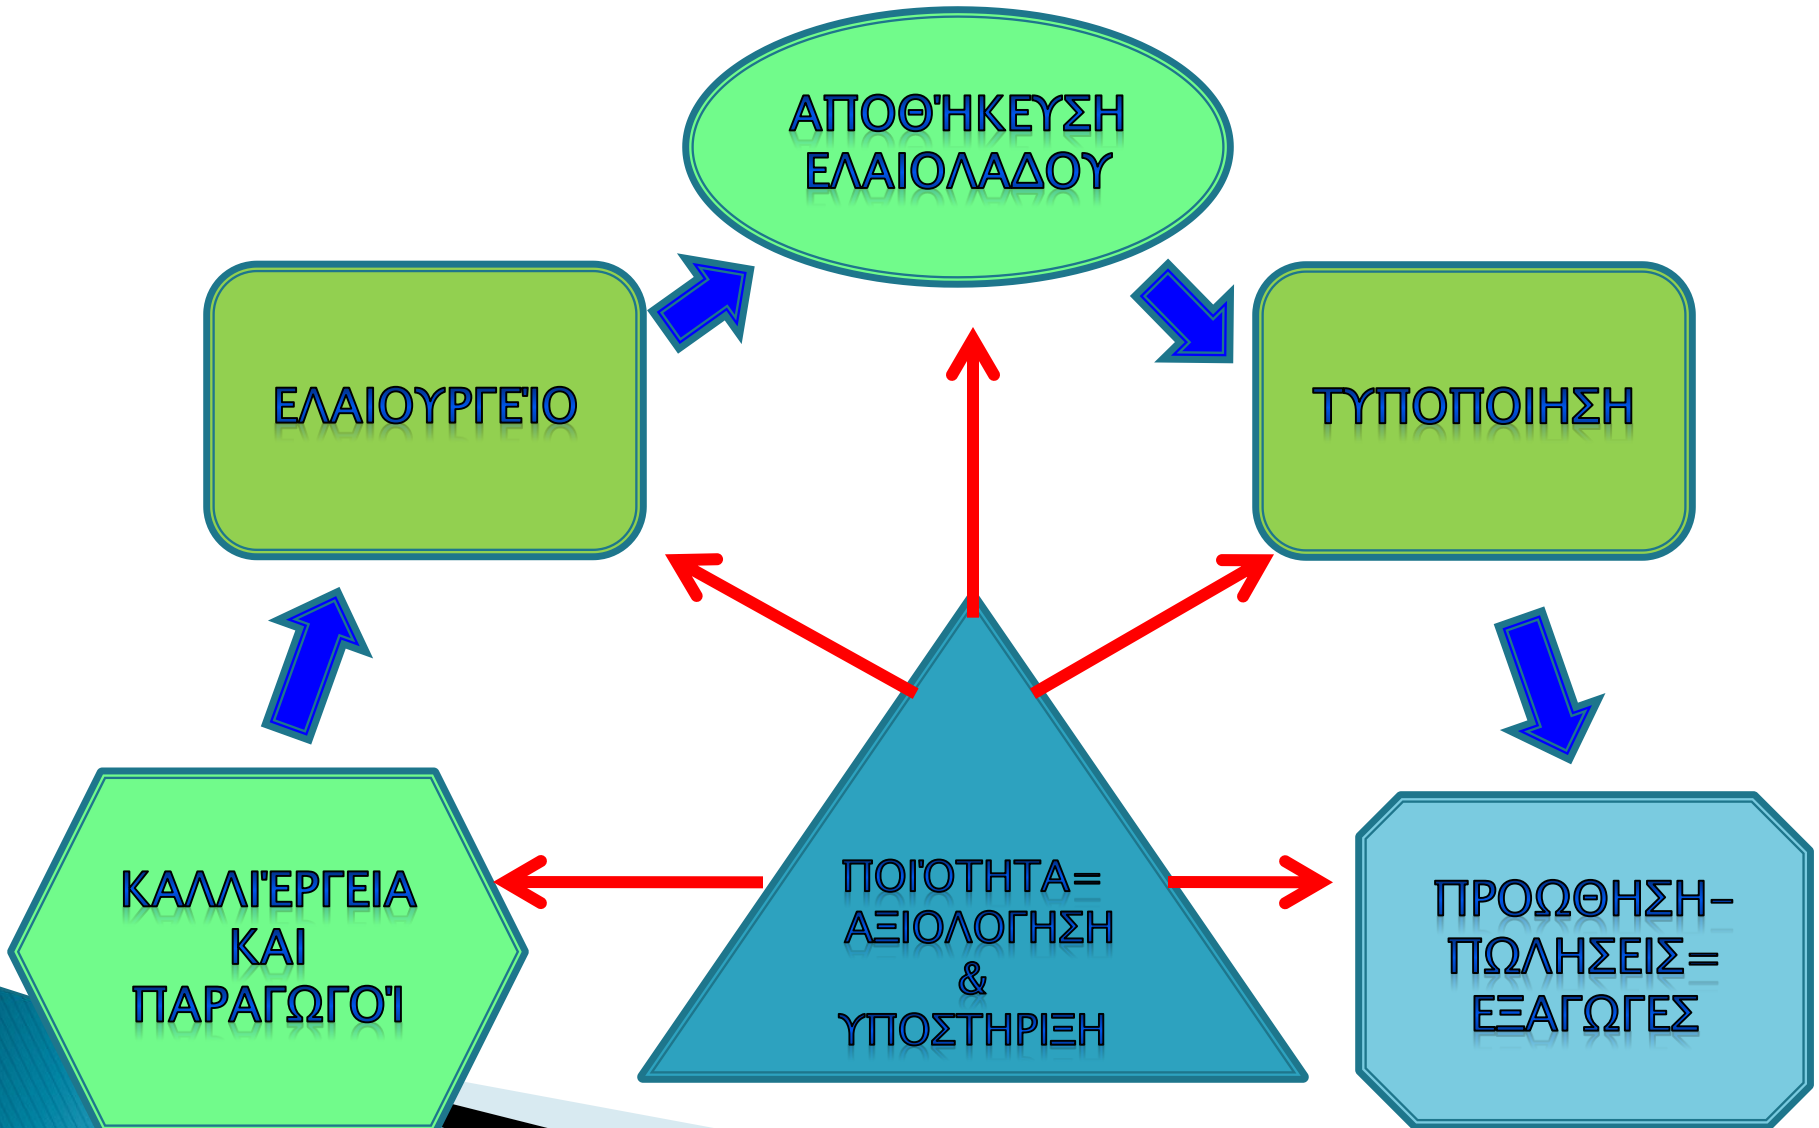 ΑΠΟΘΉΚΕΥΣΗ
ΕΛΑΙΟΛΑΔΟΥ
ΕΛΑΙΟΥΡΓΕΊΟ
ΤΥΠΟΠΟΙΗΣΗ
ΚΑΛΛΙΈΡΓΕΙΑ
ΚΑΙ
ΠΑΡΑΓΩΓΟΊ
ΠΟΙΌΤΗΤΑ=
ΑΞΙΟΛΟΓΗΣΗ
&
ΥΠΟΣΤΗΡΙΞΗ
ΠΡΟΩΘΗΣΗ-
ΠΩΛΗΣΕΙΣ=
ΕΞΑΓΩΓΕΣ